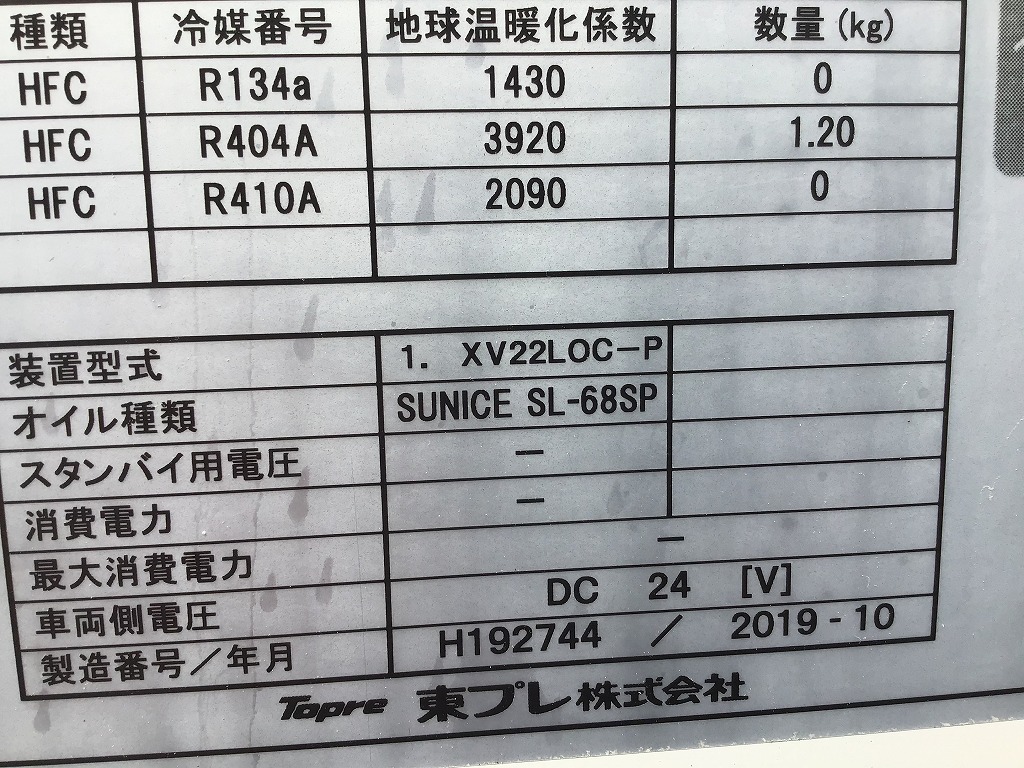 種類 冷媒番号 地球温暖化係数 数量(kg)
HFC R134a 1430 0
HFC R404A 3920 1.20
HFC R410A 2090 0
装置型式 1. XV22LOC-P
オイル種類 SUNICE SL-68SP
スタンバイ用電圧 −
消費電力 −
最大消費電力 −
車両側電圧 DC 24 [V]
製造番号/年月 H192744 / 2019-10
Topre 東プレ株式会社